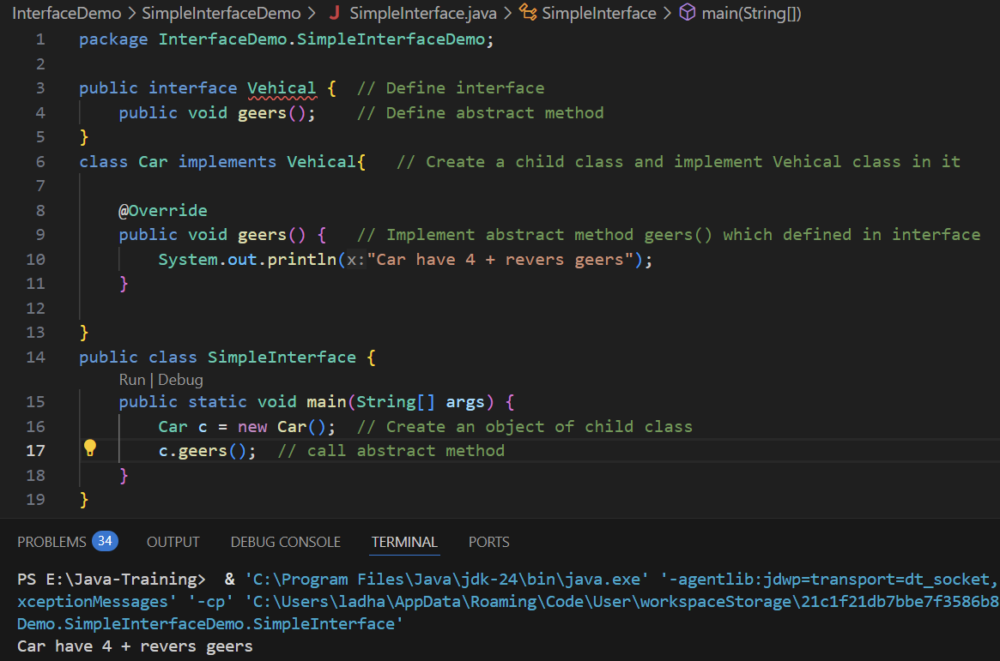 InterfaceDemo > SimpleInterfaceDemo > J SimpleInterface.java > SimpleInterface > main(String[])
1 package InterfaceDemo.SimpleInterfaceDemo;
2
3 public interface Vehical {  // Define interface
4     public void geers();    // Define abstract method
5 }
6 class Car implements Vehical{   // Create a child class and implement Vehical class in it
7
8     @Override
9     public void geers() {   // Implement abstract method geers() which defined in interface
10         System.out.println(x:"Car have 4 + revers geers");
11     }
12
13 }
14 public class SimpleInterface {
Run | Debug
15     public static void main(String[] args) {
16         Car c = new Car();  // Create an object of child class
17         c.geers();  // call abstract method
18     }
19 }
PROBLEMS 34 OUTPUT DEBUG CONSOLE TERMINAL PORTS
PS E:\Java-Training>  & 'C:\Program Files\Java\jdk-24\bin\java.exe' '-agentlib:jdwp=transport=dt_socket,
xceptionMessages' '-cp' 'C:\Users\ladha\AppData\Roaming\Code\User\workspaceStorage\21c1f21db7bbe7f3586b8
Demo.SimpleInterfaceDemo.SimpleInterface'
Car have 4 + revers geers